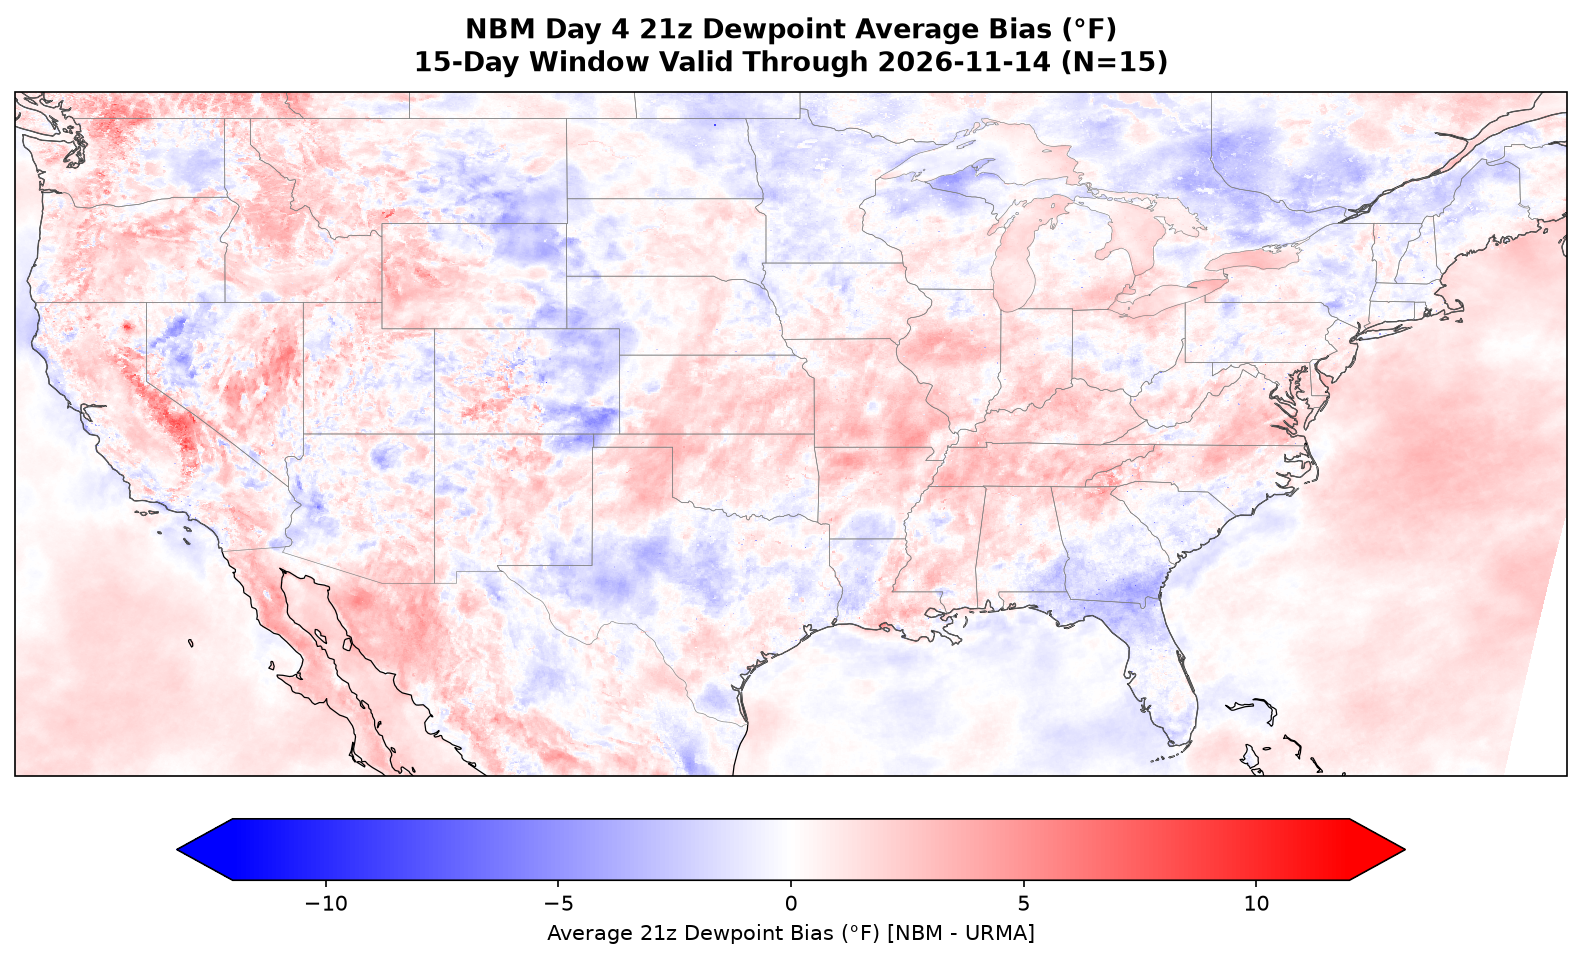 NBM Day 4 21z Dewpoint Average Bias (°F)
15-Day Window Valid Through 2026-11-14 (N=15)
−10 −5 0 5 10
Average 21z Dewpoint Bias (°F) [NBM - URMA]